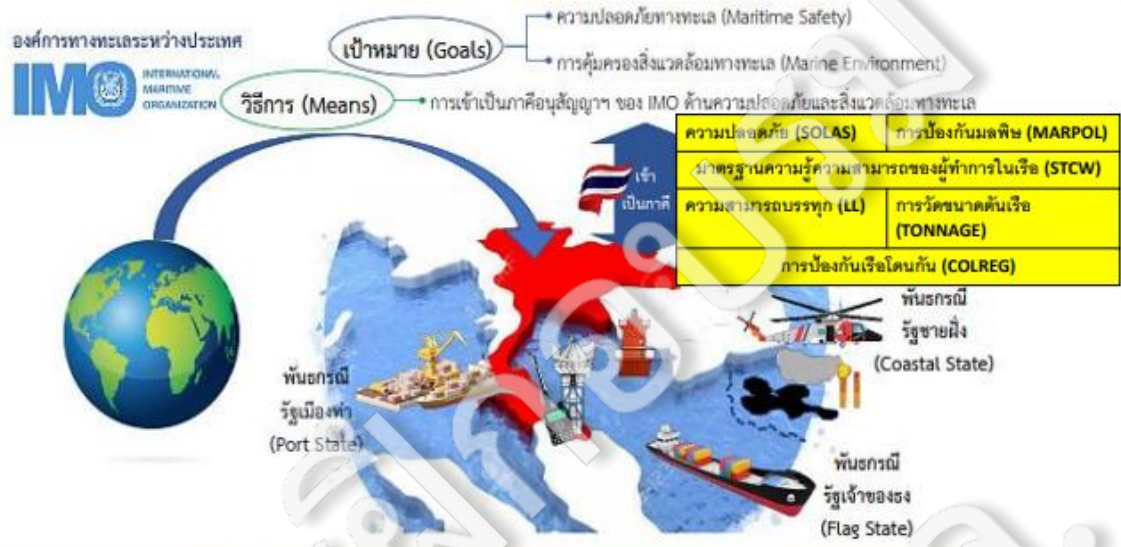 องค์การทางทะเลระหว่างประเทศ
IMO
INTERNATIONAL
MARITIME
ORGANIZATION
เป้าหมาย (Goals)
• ความปลอดภัยทางทะเล (Maritime Safety)
• การคุ้มครองสิ่งแวดล้อมทางทะเล (Marine Environment)
วิธีการ (Means)
• การเข้าเป็นภาคีอนุสัญญาฯ ของ IMO ด้านความปลอดภัยและสิ่งแวดล้อมทางทะเล
เข้า
เป็นภาคี
ความปลอดภัย (SOLAS)
การป้องกันมลพิษ (MARPOL)
มาตรฐานความรู้ความสามารถของผู้ทำการในเรือ (STCW)
ความสามารถบรรทุก (LL)
การวัดขนาดตันเรือ
(TONNAGE)
การป้องกันเรือโดนกัน (COLREG)
พันธกรณี
รัฐชายฝั่ง
(Coastal State)
พันธกรณี
รัฐเมืองท่า
(Port State)
พันธกรณี
รัฐเจ้าของธง
(Flag State)